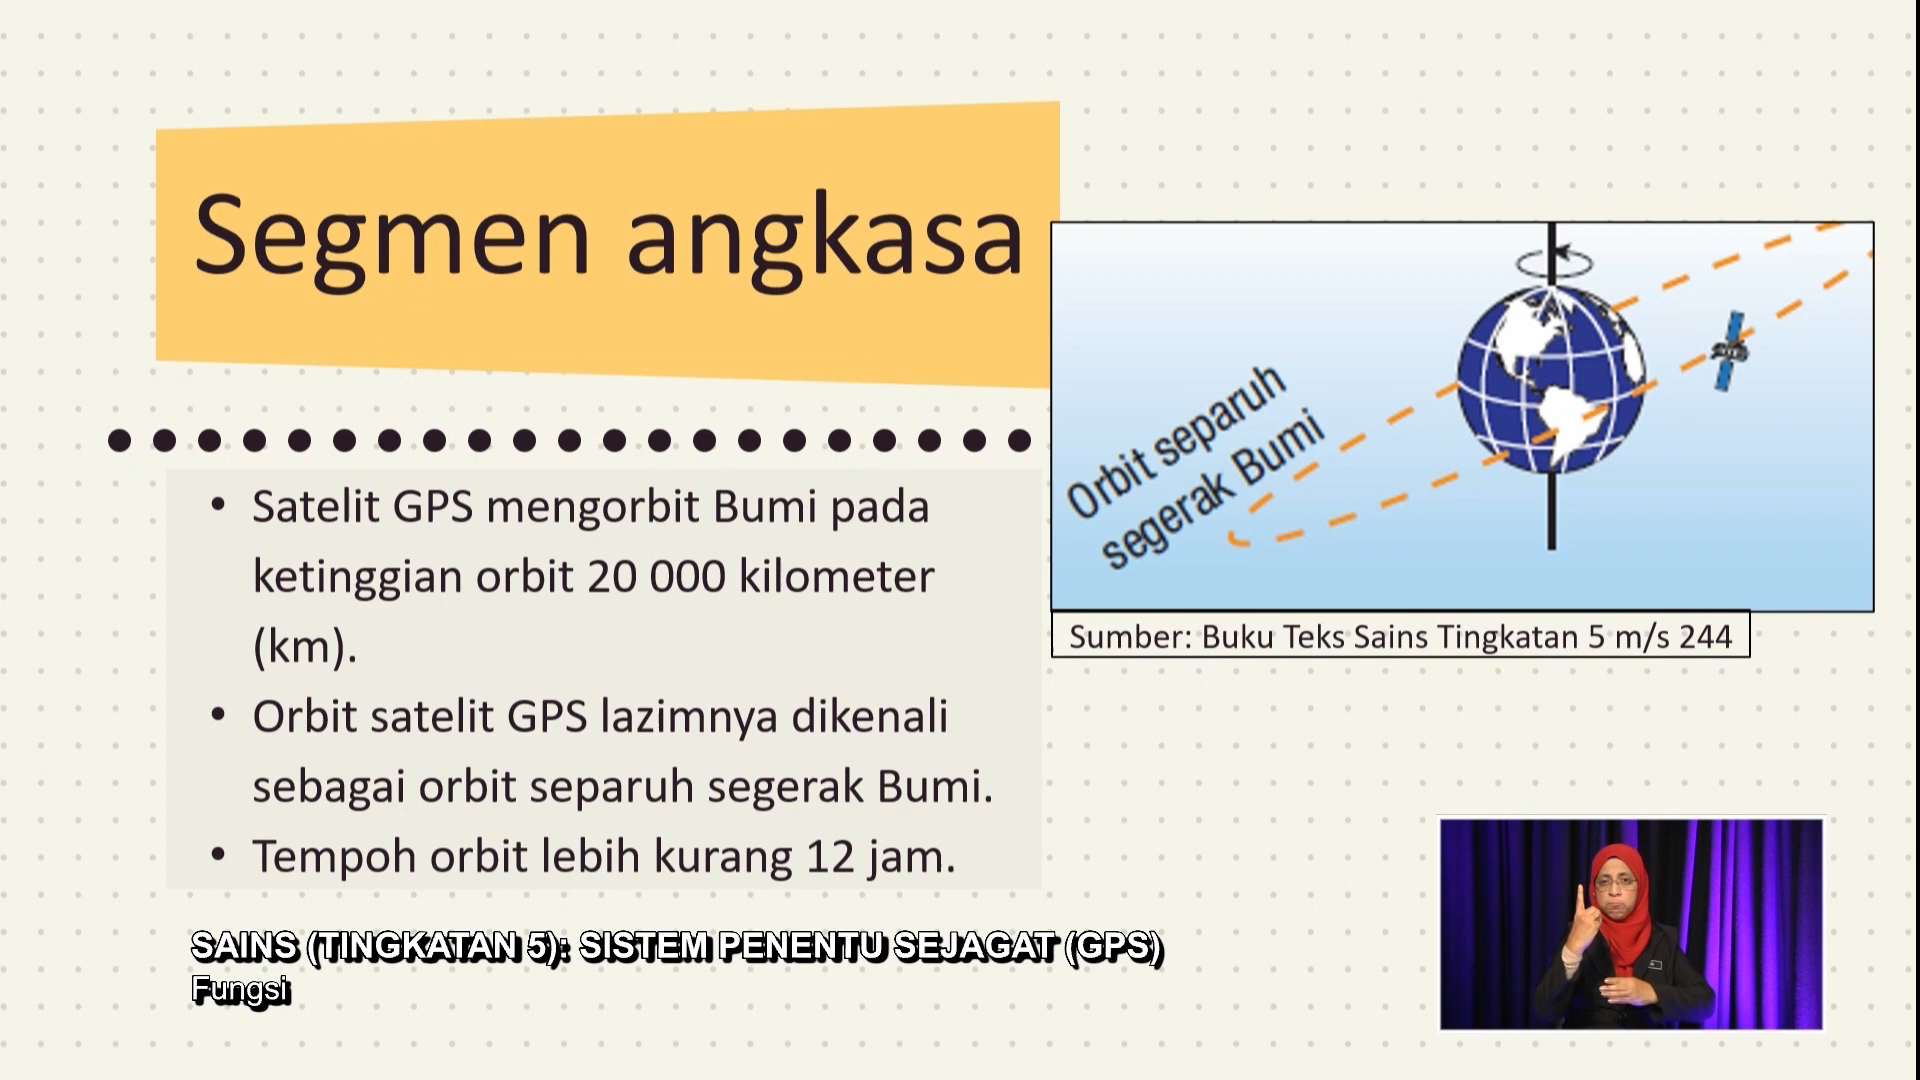 Segmen angkasa
• Satelit GPS mengorbit Bumi pada
ketinggian orbit 20 000 kilometer
(km).
• Orbit satelit GPS lazimnya dikenali
sebagai orbit separuh segerak Bumi.
• Tempoh orbit lebih kurang 12 jam.
Orbit separuh
segerak Bumi
Sumber: Buku Teks Sains Tingkatan 5 m/s 244
SAINS (TINGKATAN 5): SISTEM PENENTU SEJAGAT (GPS)
Fungsi